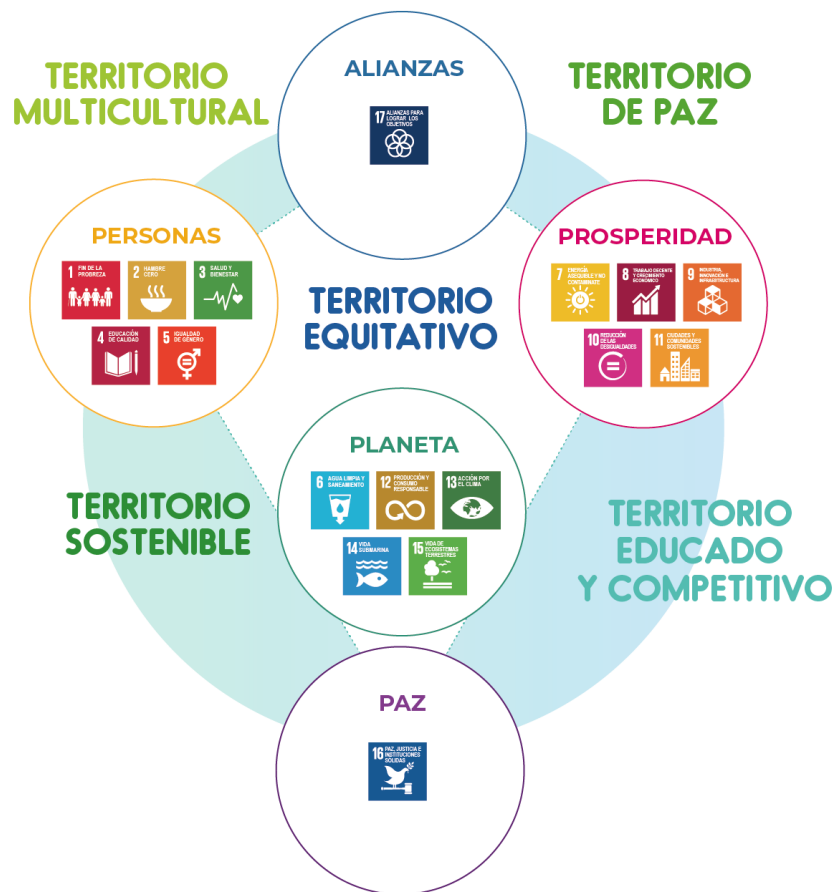 TERRITORIO
MULTICULTURAL
ALIANZAS
17 ALIANZAS PARA
LOGRAR LOS
OBJETIVOS
TERRITORIO
DE PAZ
PERSONAS
1 FIN DE LA
PROBREZA
2 HAMBRE
CERO
3 SALUD Y
BIENESTAR
4 EDUCACIÓN
DE CALIDAD
5 IGUALDAD
DE GÉNERO
TERRITORIO
EQUITATIVO
PROSPERIDAD
7 ENERGÍA
ASEQUIBLE Y NO
CONTAMINATE
8 TRABAJO DECENTE
Y CRECIMIENTO
ECONÓMICO
9 INDUSTRIA,
INNOVACIÓN E
INFRAESTRUCTURA
10 REDUCCIÓN
DE LAS
DESIGUALDADES
11 CIUDADES Y
COMUNIDADES
SOSTENIBLES
PLANETA
6 AGUA LIMPIA Y
SANEAMIENTO
12 PRODUCCIÓN Y
CONSUMO
RESPONSABLE
13 ACCIÓN POR
EL CLIMA
14 VIDA
SUBMARINA
15 VIDA DE
ECOSISTEMAS
TERRESTRES
TERRITORIO
SOSTENIBLE
TERRITORIO
EDUCADO
Y COMPETITIVO
PAZ
16 PAZ, JUSTICIA E
INSTITUCIONES
SÓLIDAS